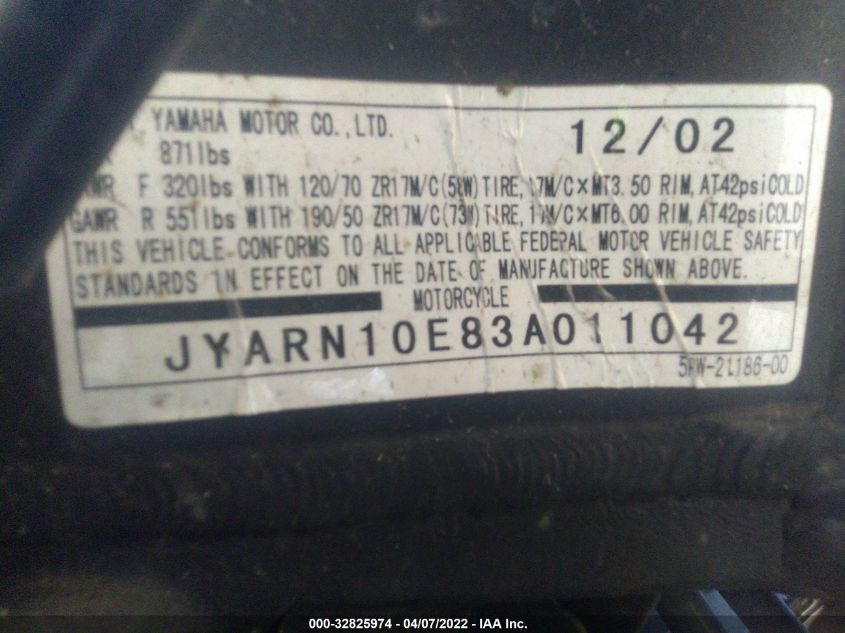 YAMAHA MOTOR CO.,LTD. 12/02
871lbs
F 320lbs WITH 120/70 ZR17M/C(58W)TIRE, 17M/C×MT3.50 RIM, AT42psiCOLD
GAWR R 551lbs WITH 190/50 ZR17M/C(73W)TIRE, 17M/C×MT6.00 RIM, AT42psiCOLD
THIS VEHICLE CONFORMS TO ALL APPLICABLE FEDERAL MOTOR VEHICLE SAFETY
STANDARDS IN EFFECT ON THE DATE OF MANUFACTURE SHOWN ABOVE.
MOTORCYCLE
JYARN10E83A011042
5PW-21186-00
000-32825974 - 04/07/2022 - IAA Inc.